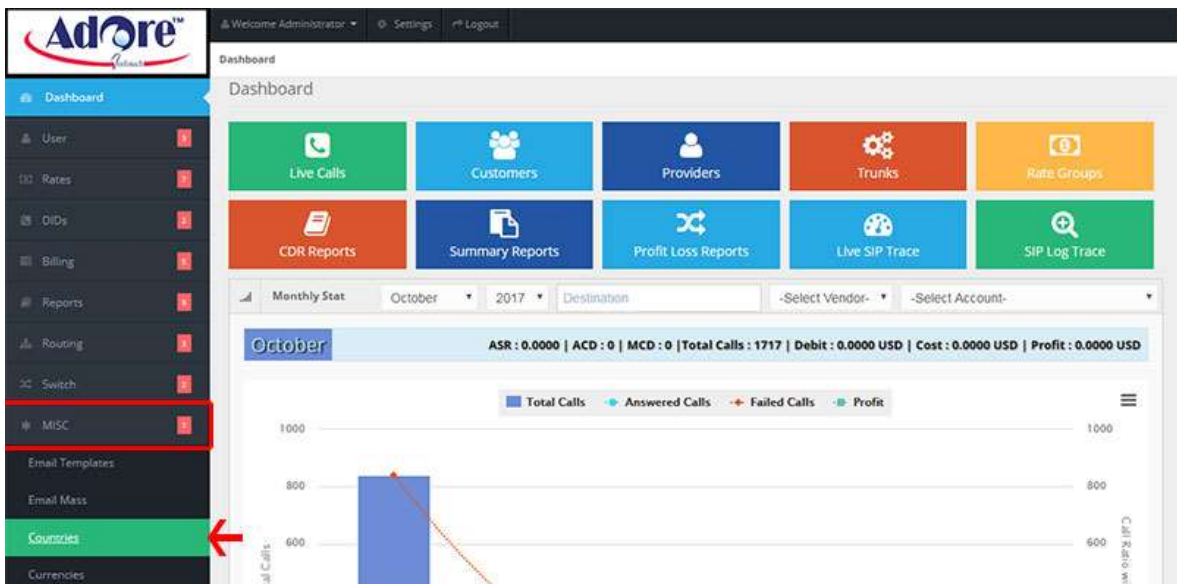 Adore™
Welcome Administrator
Settings
Logout
Dashboard
Dashboard
Dashboard
User
Rates
DIDs
Billing
Reports
Routing
Switch
MISC
Email Templates
Email Mass
Countries
Currencies
Live Calls
Customers
Providers
Trunks
Rate Groups
CDR Reports
Summary Reports
Profit Loss Reports
Live SIP Trace
SIP Log Trace
Monthly Stat
October
2017
Destination
-Select Vendor-
-Select Account-
October
ASR : 0.0000 | ACD : 0 | MCD : 0 |Total Calls : 1717 | Debit : 0.0000 USD | Cost : 0.0000 USD | Profit : 0.0000 USD
Total Calls
Answered Calls
Failed Calls
Profit
1000
1000
800
800
600
600
Calls
Call Ratio